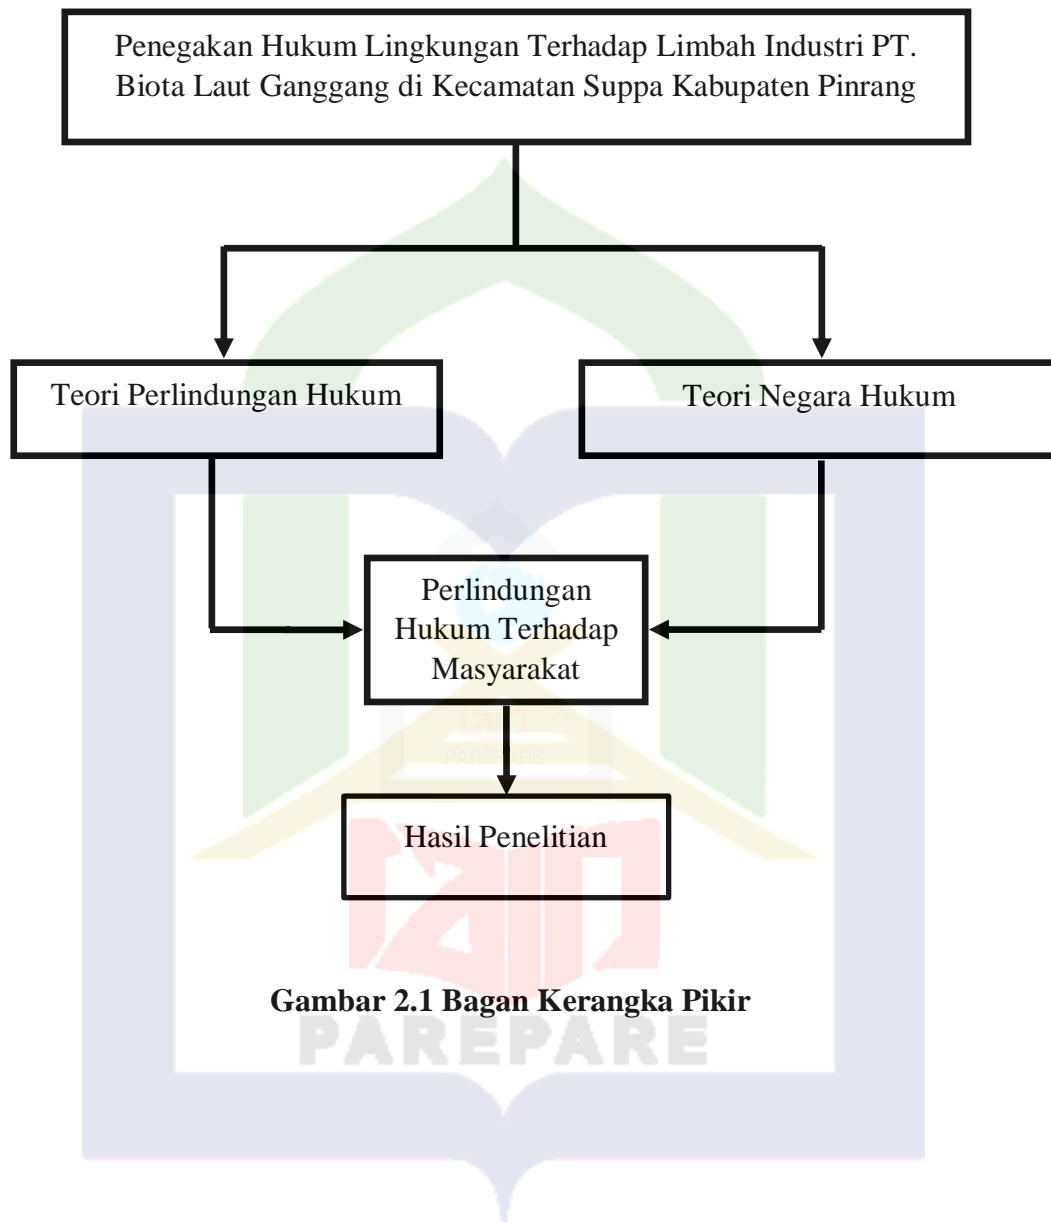 Penegakan Hukum Lingkungan Terhadap Limbah Industri PT.
Biota Laut Ganggang di Kecamatan Suppa Kabupaten Pinrang
Teori Perlindungan Hukum
Teori Negara Hukum
Perlindungan
Hukum Terhadap
Masyarakat
PAREPARE
Hasil Penelitian
Gambar 2.1 Bagan Kerangka Pikir
PAREPARE